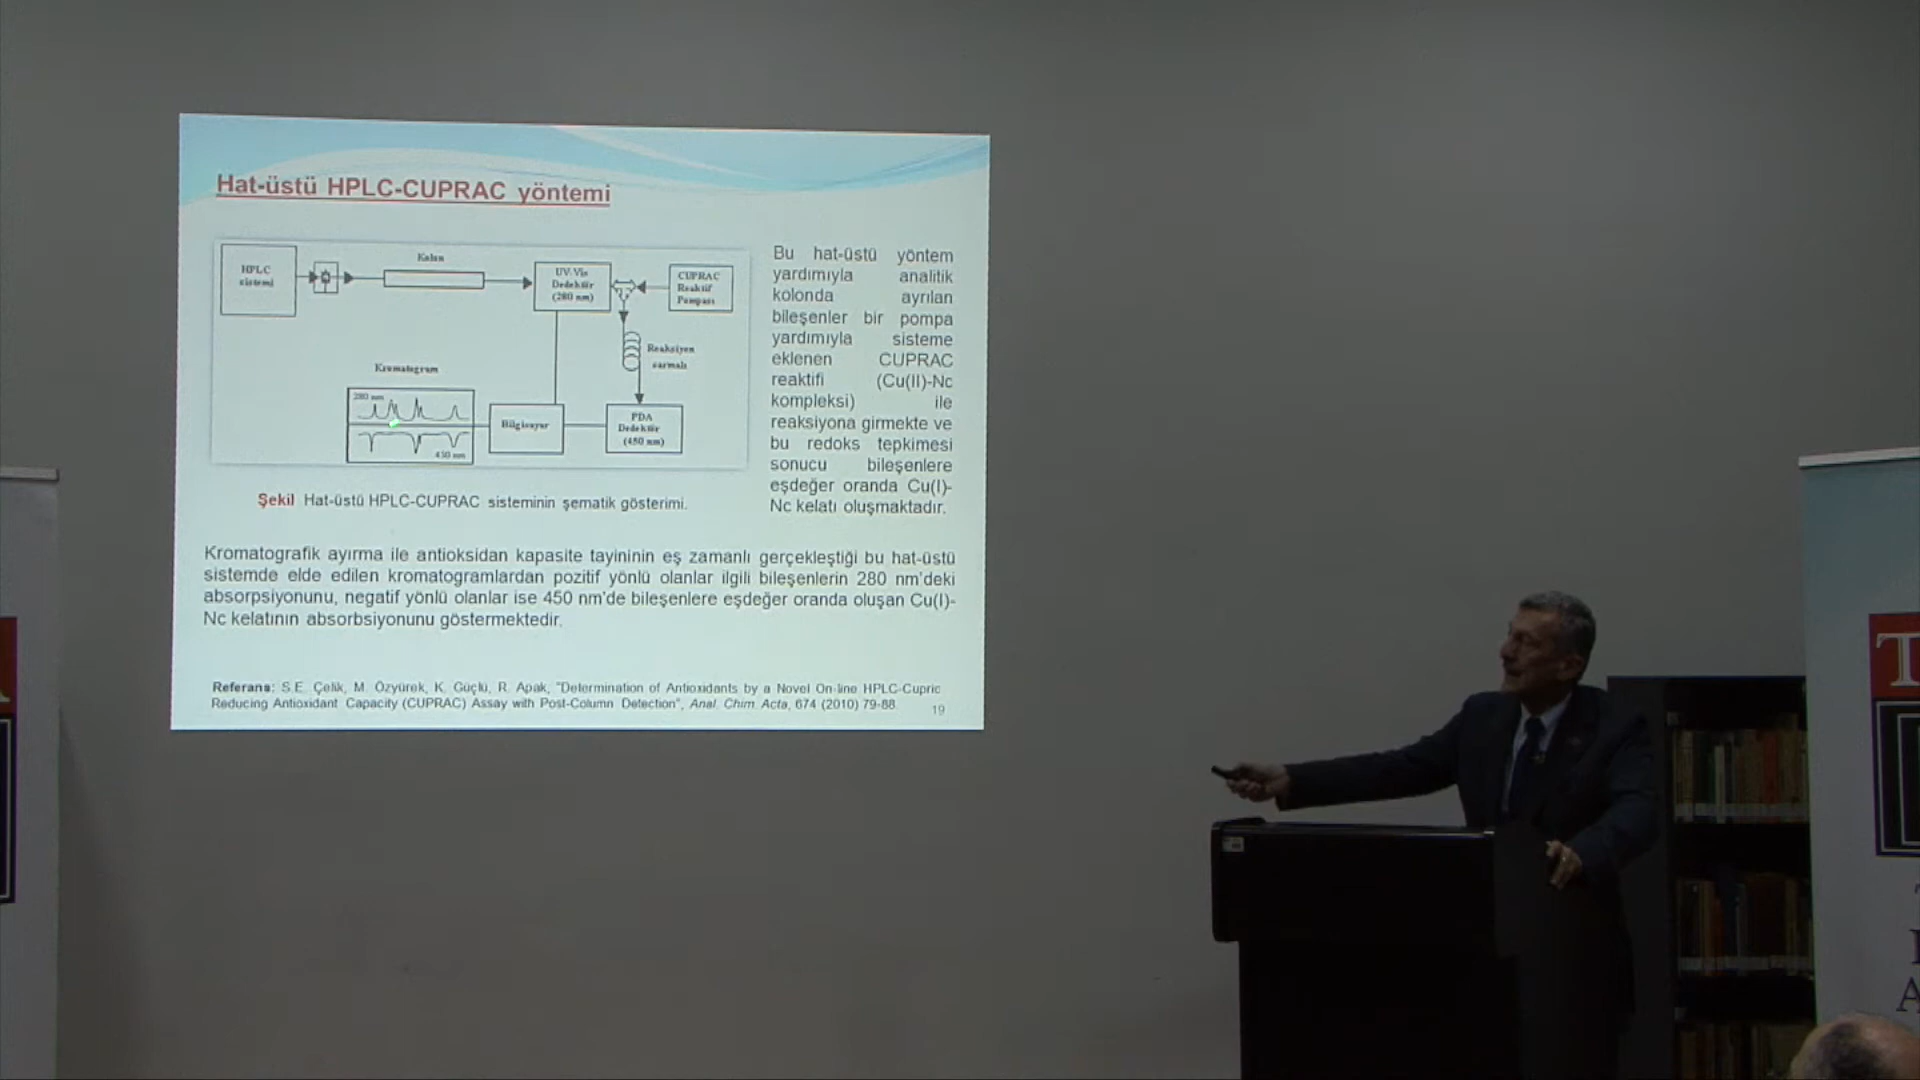 Hat-üstü HPLC-CUPRAC yöntemi
HPLC
sistemi
Kolon
UV-Vis
Dedektör
(280 nm)
CUPRAC
Reaktif
Pompası
Reaksiyon
sarmalı
Kromatogram
280 nm
450 nm
Bilgisayar
PDA
Dedektör
(450 nm)
Şekil Hat-üstü HPLC-CUPRAC sisteminin şematik gösterimi.
Bu hat-üstü yöntem
yardımıyla analitik
kolonda ayrılan
bileşenler bir pompa
yardımıyla sisteme
eklenen CUPRAC
reaktifi (Cu(II)-Nc
kompleksi) ile
reaksiyona girmekte ve
bu redoks tepkimesi
sonucu bileşenlere
eşdeğer oranda Cu(I)-
Nc kelatı oluşmaktadır.
Kromatografik ayırma ile antioksidan kapasite tayininin eş zamanlı gerçekleştiği bu hat-üstü
sistemde elde edilen kromatogramlardan pozitif yönlü olanlar ilgili bileşenlerin 280 nm'deki
absorpsiyonunu, negatif yönlü olanlar ise 450 nm'de bileşenlere eşdeğer oranda oluşan Cu(I)-
Nc kelatının absorbsiyonunu göstermektedir.
Referans: S.E. Çelik, M. Özyürek, K. Güçlü, R. Apak, "Determination of Antioxidants by a Novel On-line HPLC-Cupric
Reducing Antioxidant Capacity (CUPRAC) Assay with Post-Column Detection", Anal. Chim. Acta, 674 (2010) 79-88
19